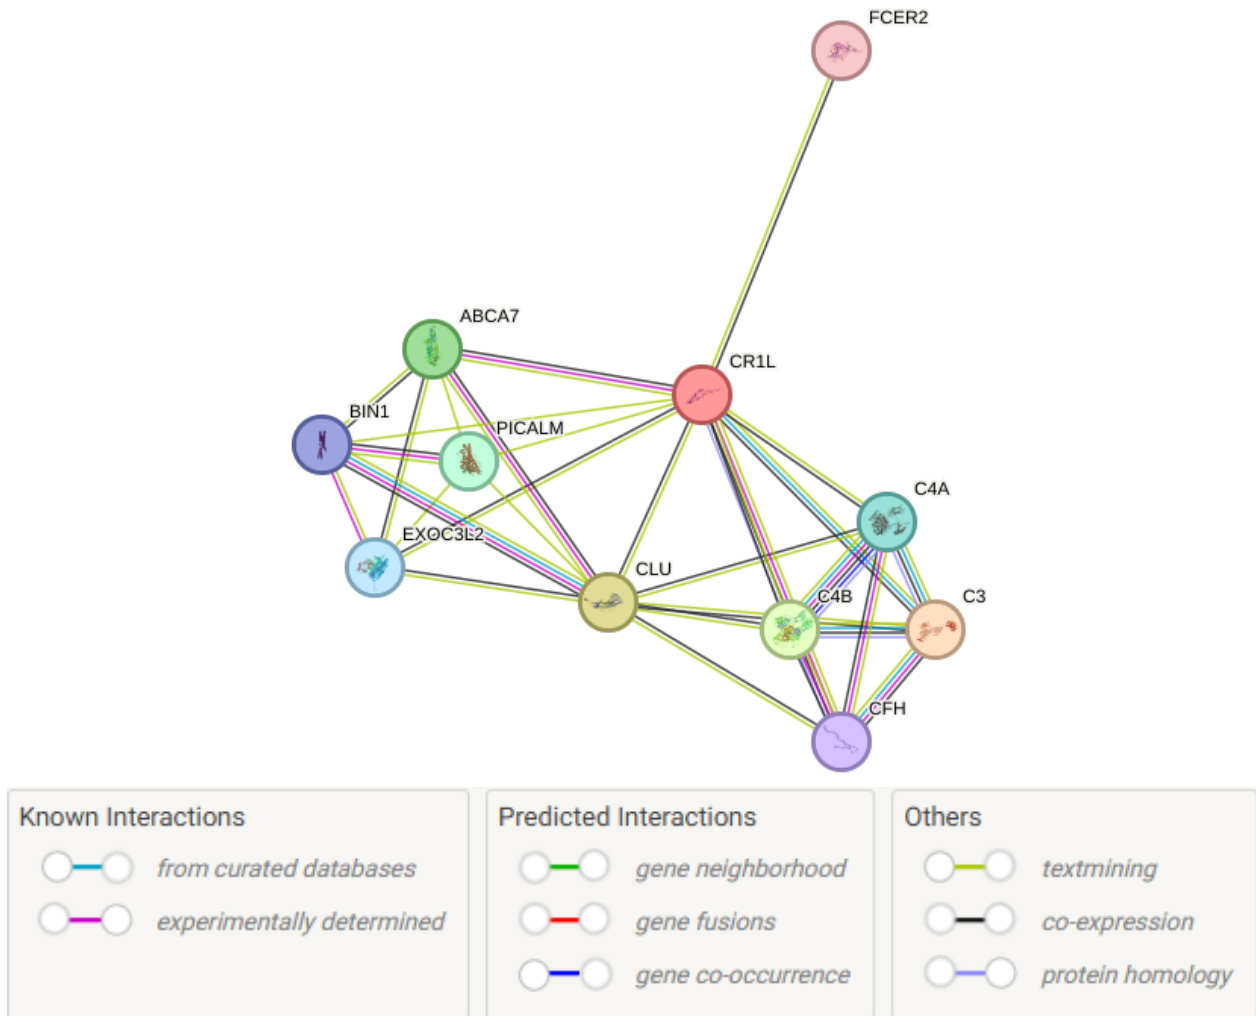 FCER2
ABCA7
CR1L
BIN1
PICALM
C4A
EXOC3L2
CLU
C4B
C3
CFH
Known Interactions
from curated databases
experimentally determined
Predicted Interactions
gene neighborhood
gene fusions
gene co-occurrence
Others
textmining
co-expression
protein homology